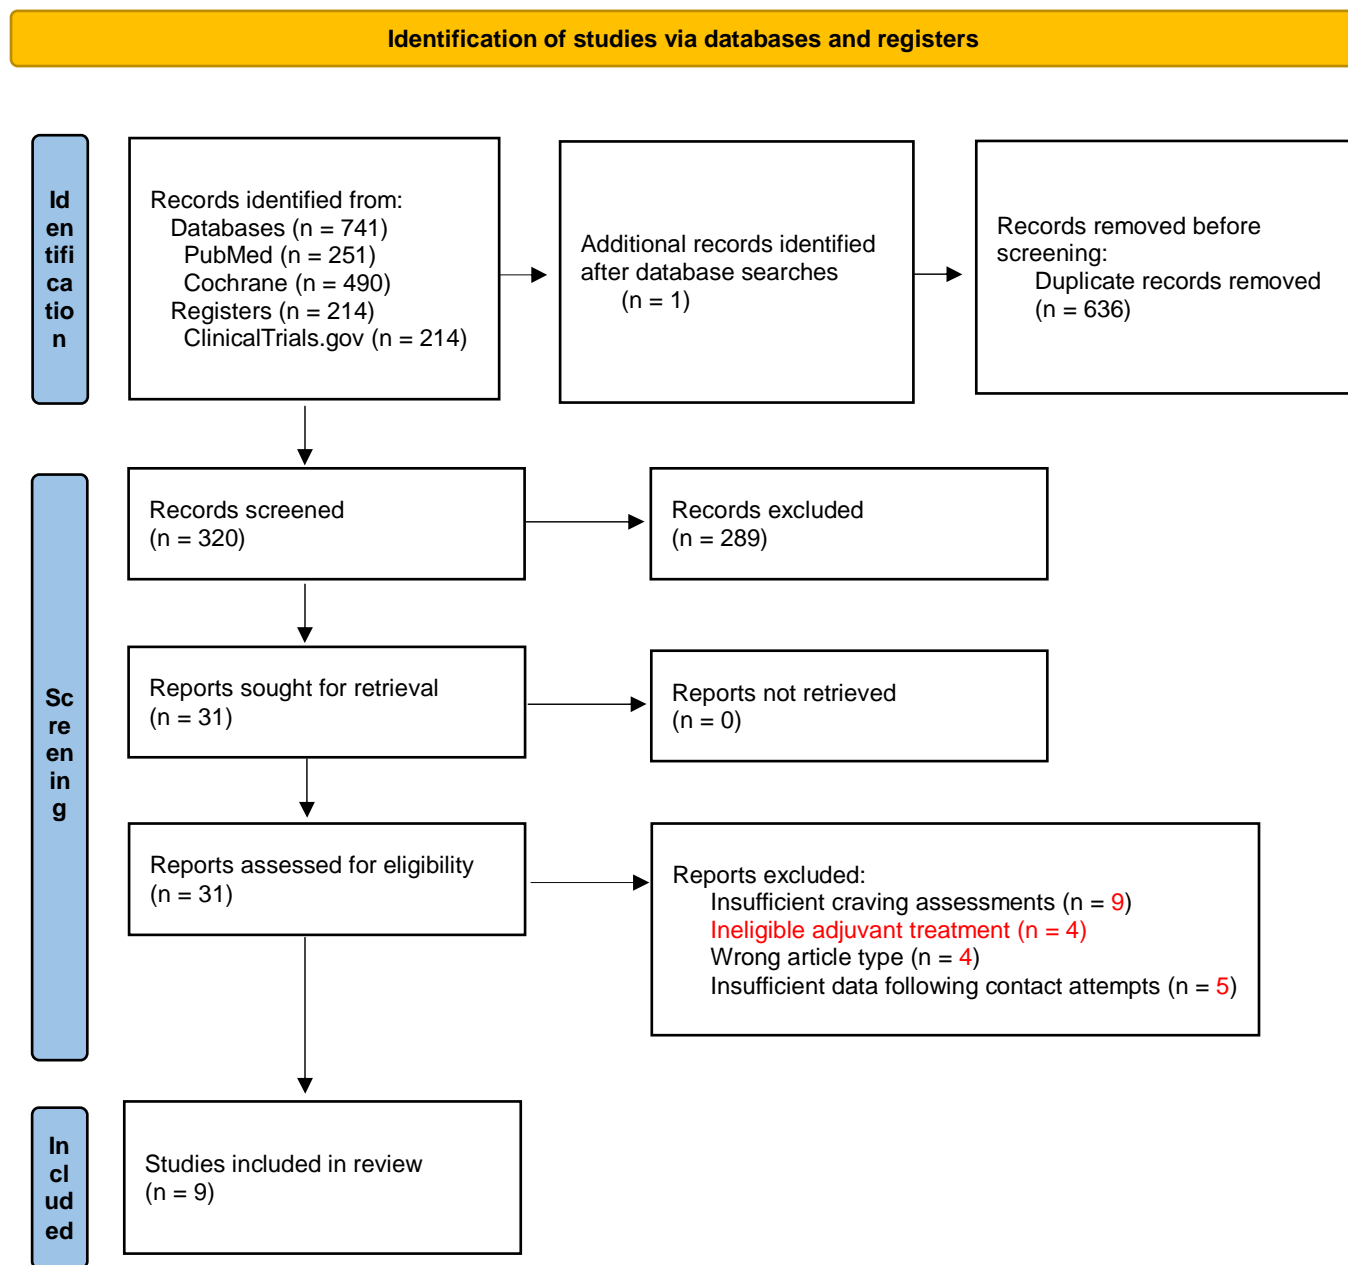 Identification of studies via databases and registers
Id
en
tifi
ca
tio
n
Records identified from:
Databases (n = 741)
PubMed (n = 251)
Cochrane (n = 490)
Registers (n = 214)
ClinicalTrials.gov (n = 214)
Additional records identified
after database searches
(n = 1)
Records removed before
screening:
Duplicate records removed
(n = 636)
Sc
re
en
in
g
Records screened
(n = 320)
Records excluded
(n = 289)
Reports sought for retrieval
(n = 31)
Reports not retrieved
(n = 0)
Reports assessed for eligibility
(n = 31)
Reports excluded:
Insufficient craving assessments (n = 9)
Ineligible adjuvant treatment (n = 4)
Wrong article type (n = 4)
Insufficient data following contact attempts (n = 5)
In
cl
ud
ed
Studies included in review
(n = 9)